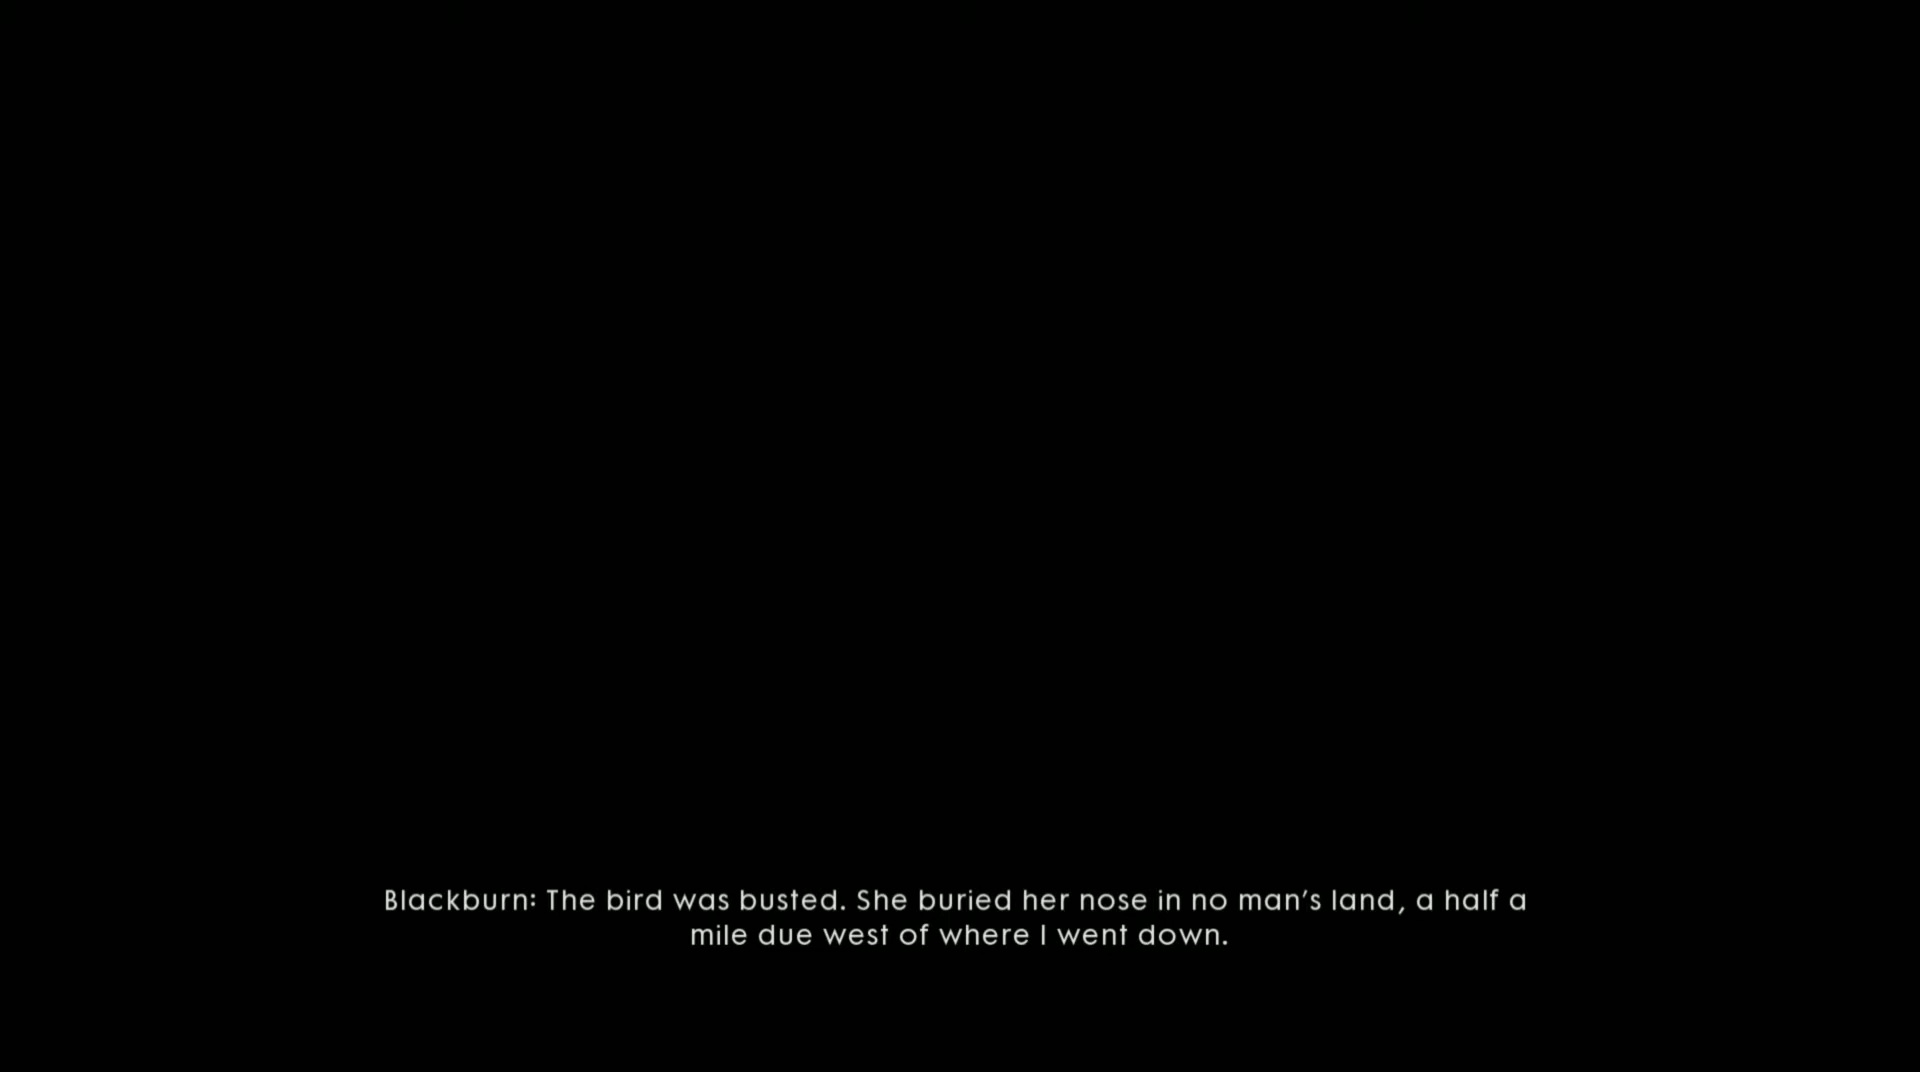 Blackburn: The bird was busted. She buried her nose in no man's land, a half a
mile due west of where I went down.